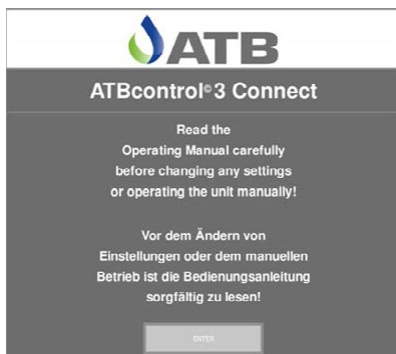 ATB
ATBcontrol©3 Connect
Read the
Operating Manual carefully
before changing any settings
or operating the unit manually!
Vor dem Ändern von
Einstellungen oder dem manuellen
Betrieb ist die Bedienungsanleitung
sorgfältig zu lesen!
ENTER